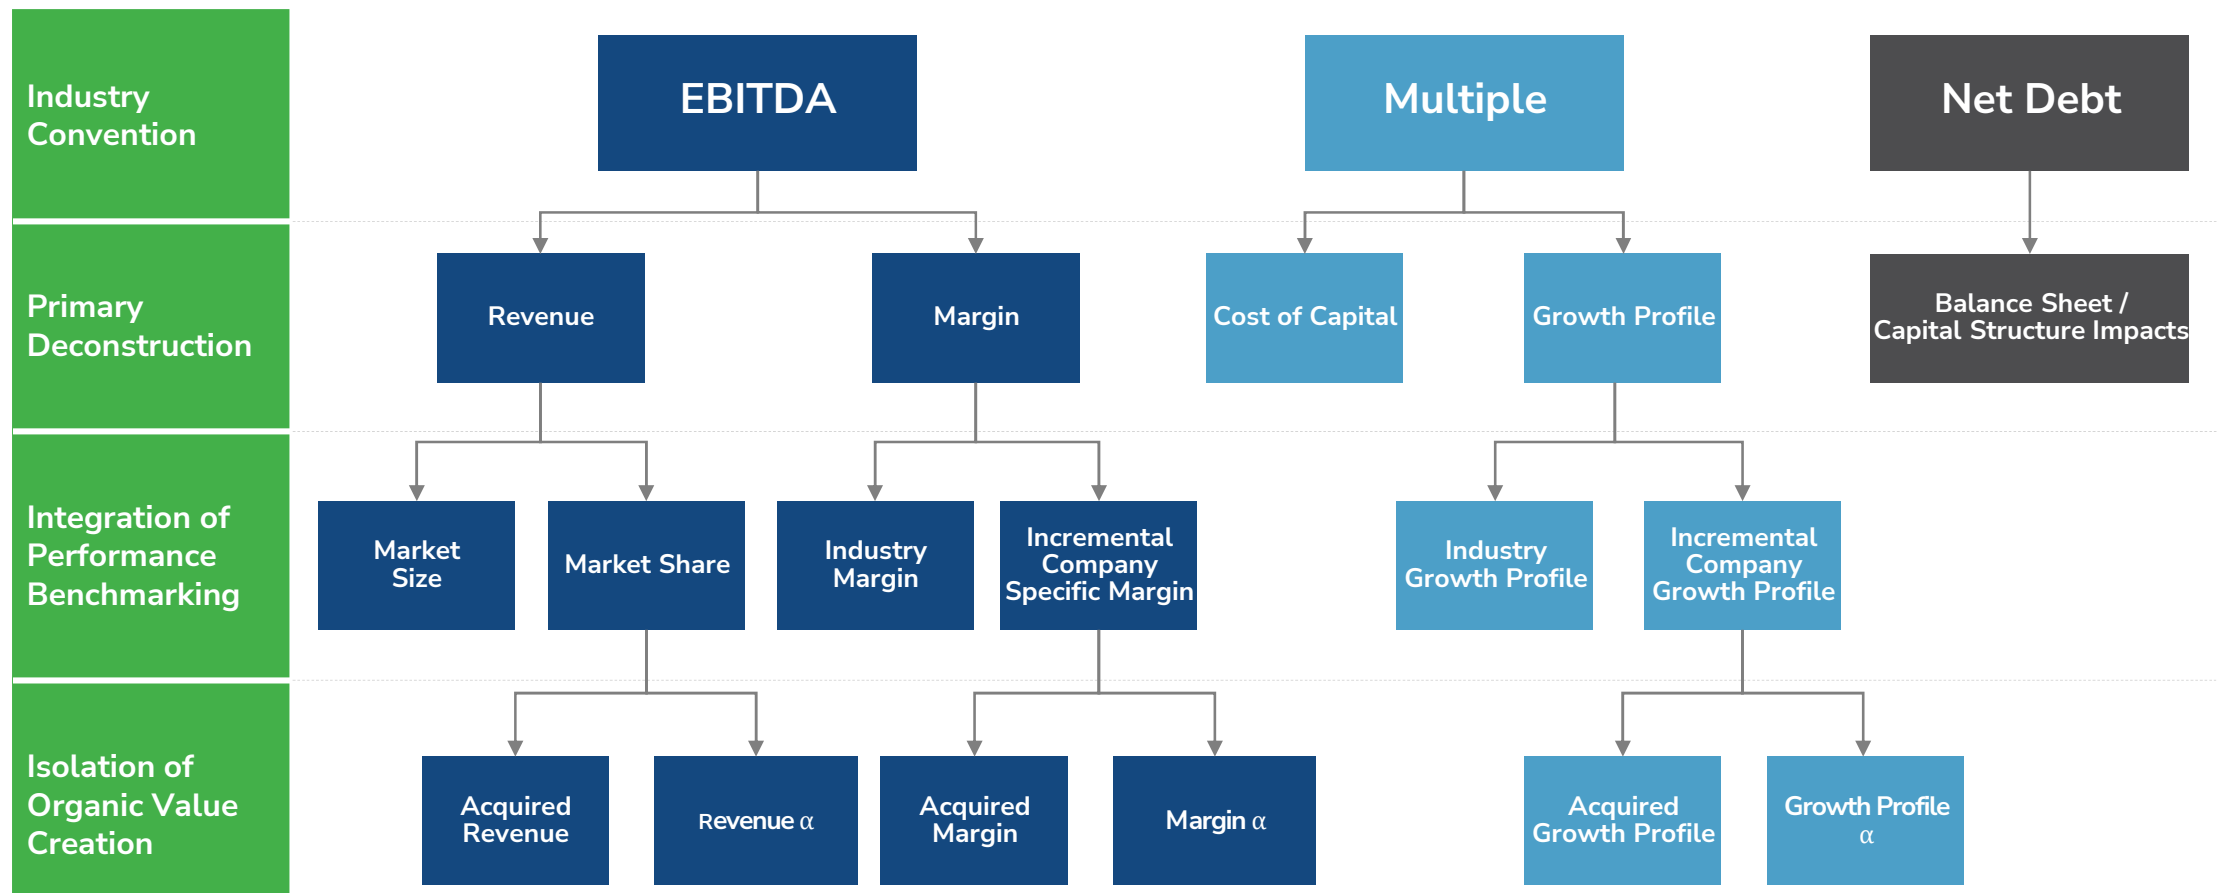 Industry
Convention
EBITDA
Multiple
Net Debt
Primary
Deconstruction
Revenue
Margin
Cost of Capital
Growth Profile
Balance Sheet /
Capital Structure Impacts
Integration of
Performance
Benchmarking
Market
Size
Market Share
Industry
Margin
Incremental
Company
Specific Margin
Industry
Growth Profile
Incremental
Company
Growth Profile
Isolation of
Organic Value
Creation
Acquired
Revenue
Revenue α
Acquired
Margin
Margin α
Acquired
Growth Profile
Growth Profile
α